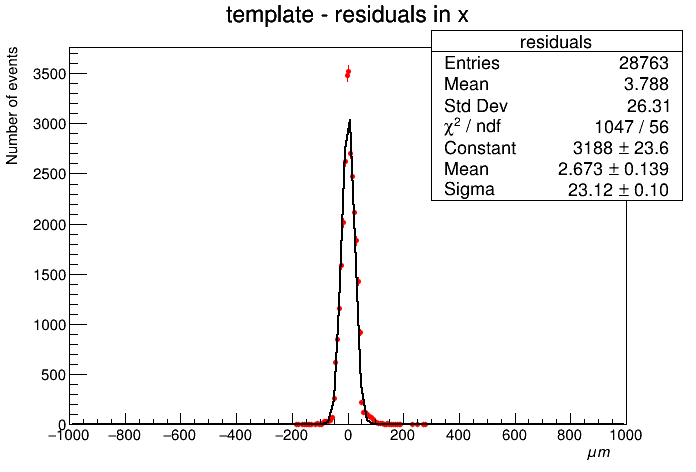 template - residuals in x
residuals
Entries 28763
Mean 3.788
Std Dev 26.31
χ² / ndf 1047 / 56
Constant 3188 ± 23.6
Mean 2.673 ± 0.139
Sigma 23.12 ± 0.10
Number of events
3500
3000
2500
2000
1500
1000
500
0
−1000 −800 −600 −400 −200 0 200 400 600 800 1000
μm